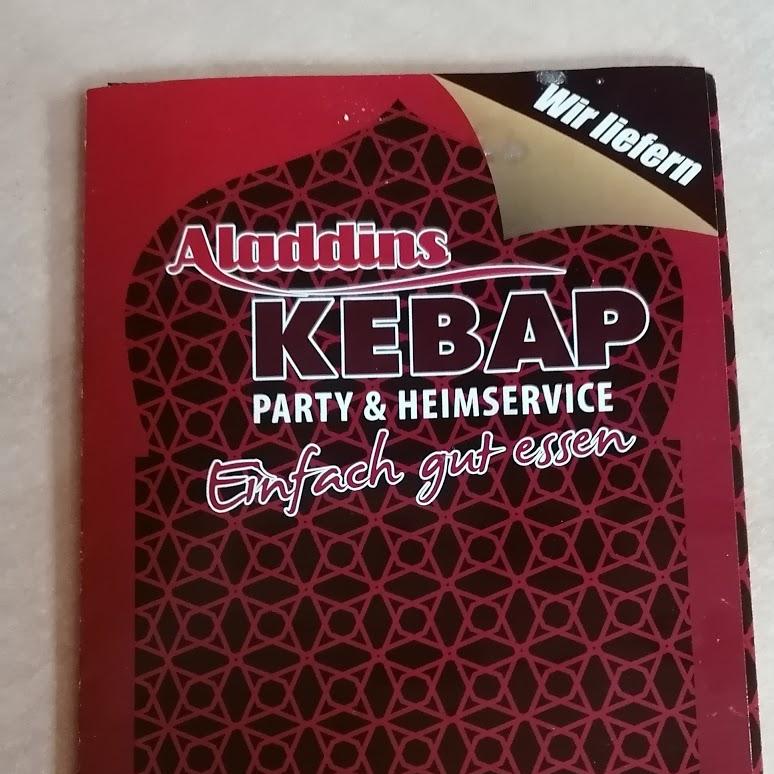 Wir liefern
Aladdins
KEBAP
PARTY & HEIMSERVICE
Einfach gut essen